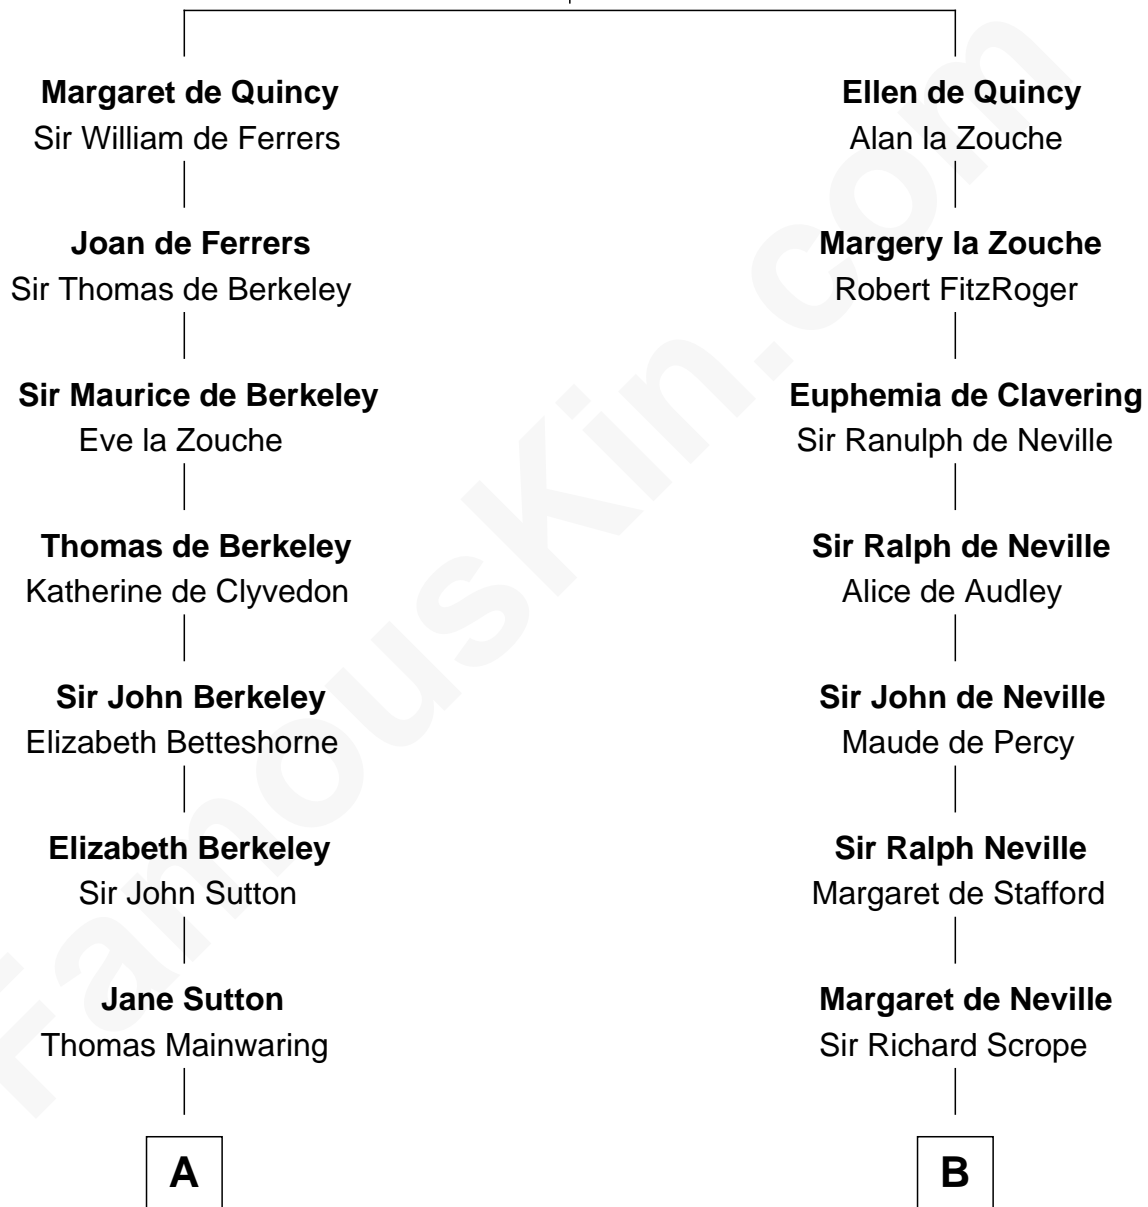 Margaret de Quincy
Sir William de Ferrers
Joan de Ferrers
Sir Thomas de Berkeley
Sir Maurice de Berkeley
Eve la Zouche
Thomas de Berkeley
Katherine de Clyvedon
Sir John Berkeley
Elizabeth Betteshorne
Elizabeth Berkeley
Sir John Sutton
Jane Sutton
Thomas Mainwaring
A
Ellen de Quincy
Alan la Zouche
Margery la Zouche
Robert FitzRoger
Euphemia de Clavering
Sir Ranulph de Neville
Sir Ralph de Neville
Alice de Audley
Sir John de Neville
Maude de Percy
Sir Ralph Neville
Margaret de Stafford
Margaret de Neville
Sir Richard Scrope
B
FamousKin.com